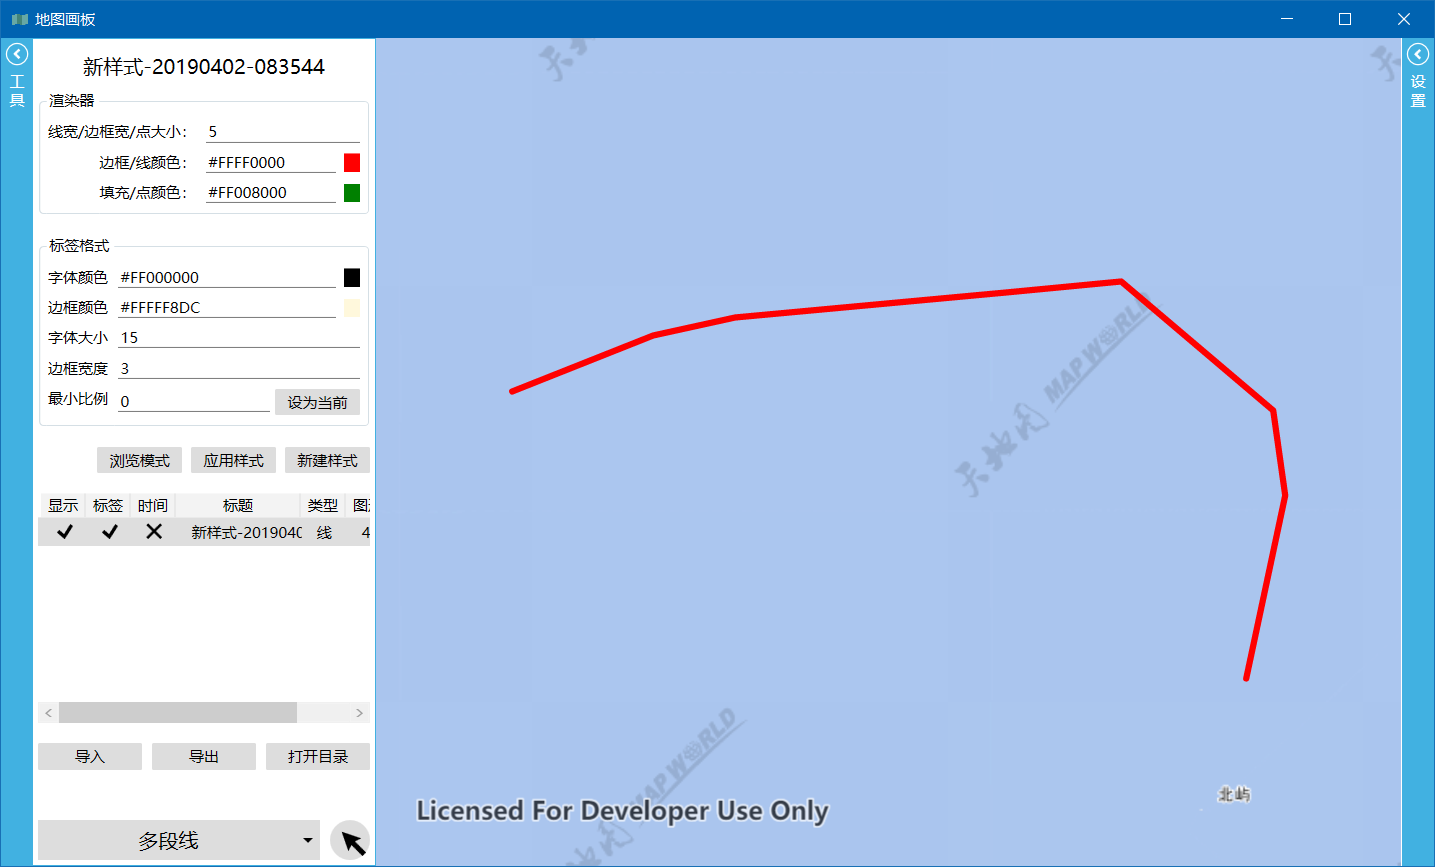 地图画板
工具
新样式-20190402-083544
渲染器
线宽/边框宽/点大小: 5
边框/线颜色: #FFFF0000
填充/点颜色: #FF008000
标签格式
字体颜色 #FF000000
边框颜色 #FFFFF8DC
字体大小 15
边框宽度 3
最小比例 0 设为当前
浏览模式 应用样式 新建样式
显示 标签 时间 标题 类型
新样式-2019040 线 4
导入 导出 打开目录
多段线
设置
天地
天地图 MAPWORLD
天地图 MAPWORLD
Licensed For Developer Use Only
北屿